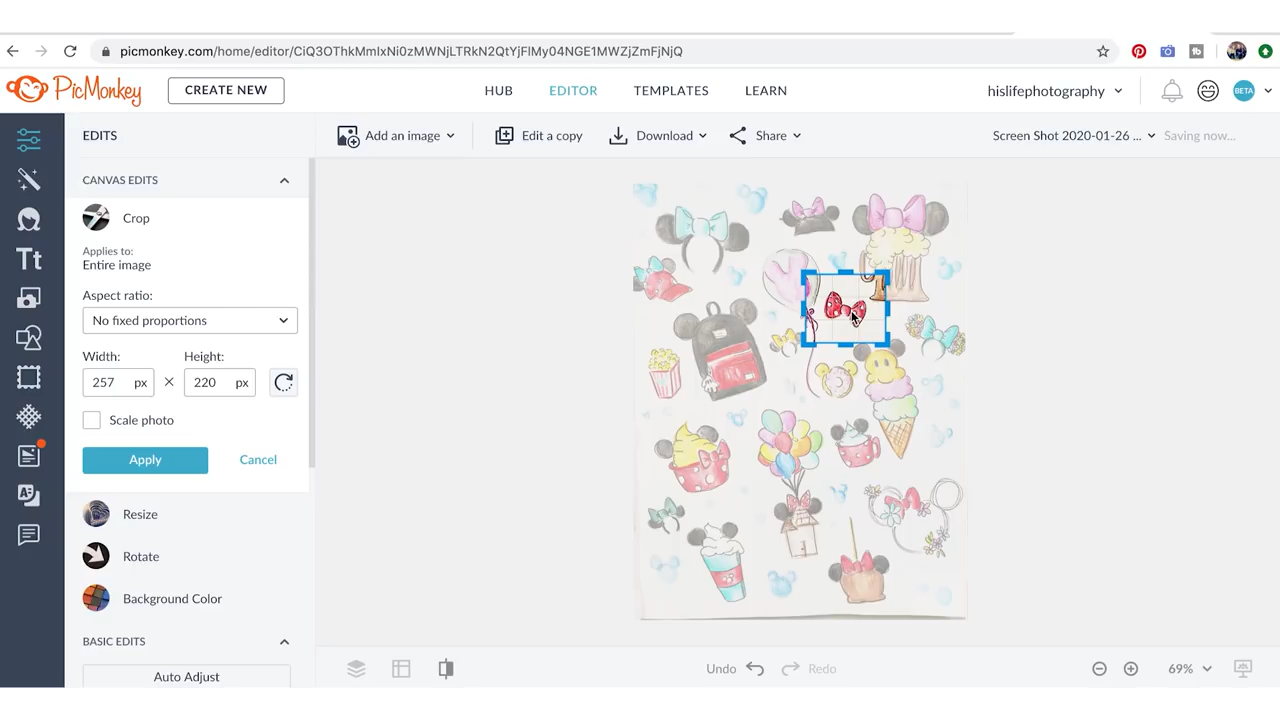 picmonkey.com/home/editor/CiQ3OThkMmIxNi0zMWNjLTRkN2QtYjFlMy04NGE1MWZjZmFjNjQ
PicMonkey CREATE NEW HUB EDITOR TEMPLATES LEARN hislifephotography BETA
EDITS Add an image Edit a copy Download Share Screen Shot 2020-01-26 ... Saving now...
CANVAS EDITS
Crop
Applies to:
Entire image
Aspect ratio:
No fixed proportions
Width: Height:
257 px × 220 px
Scale photo
Apply Cancel
Resize
Rotate
Background Color
BASIC EDITS
Auto Adjust
Undo Redo 69%
Tt